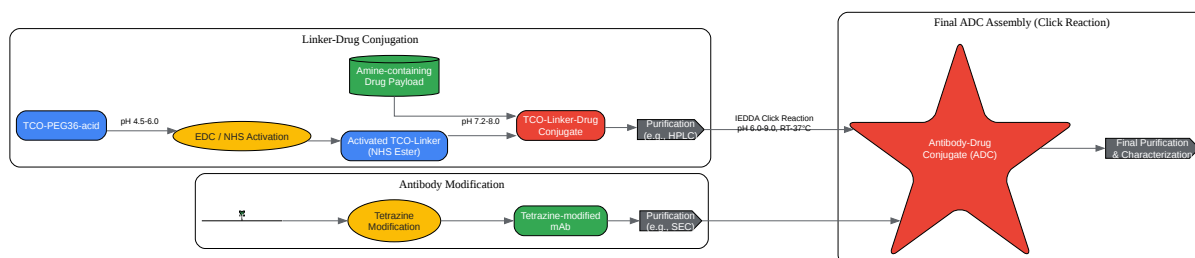 Linker-Drug Conjugation
TCO-PEG36-acid
pH 4.5-6.0
EDC / NHS Activation
Amine-containing
Drug Payload
Activated TCO-Linker
(NHS Ester)
pH 7.2-8.0
TCO-Linker-Drug
Conjugate
Purification
(e.g., HPLC)
IEDDA Click Reaction
pH 6.0-9.0, RT-37°C
Antibody Modification
Tetrazine
Modification
Tetrazine-modified
mAb
Purification
(e.g., SEC)
Final ADC Assembly (Click Reaction)
Antibody-Drug
Conjugate (ADC)
Final Purification
& Characterization